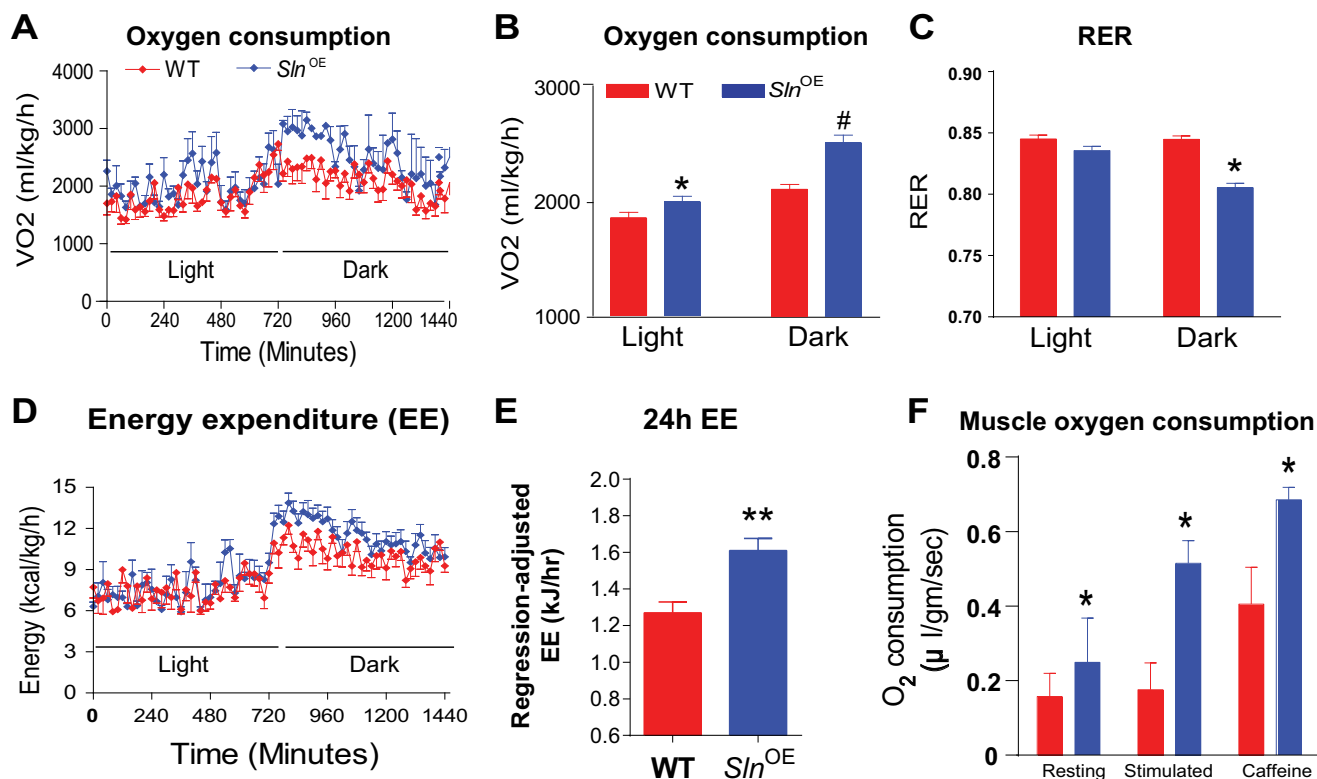 A
Oxygen consumption
WT
Sln^OE
VO2 (ml/kg/h)
4000
3000
2000
1000
0
Light
Dark
0 240 480 720 960 1200 1440
Time (Minutes)
B
Oxygen consumption
WT
Sln^OE
VO2 (ml/kg/h)
3000
2000
1000
*
#
Light
Dark
C
RER
RER
0.90
0.85
0.80
0.75
0.70
*
Light
Dark
D
Energy expenditure (EE)
Energy (kcal/kg/h)
15
12
9
6
3
0
Light
Dark
0 240 480 720 960 1200 1440
Time (Minutes)
E
24h EE
Regression-adjusted
EE (kJ/hr)
2.0
1.8
1.6
1.4
1.2
1.0
0.8
0.6
**
WT
Sln^OE
F
Muscle oxygen consumption
O2 consumption
(μ l/gm/sec)
0.8
0.6
0.4
0.2
0
*
*
*
Resting
Stimulated
Caffeine